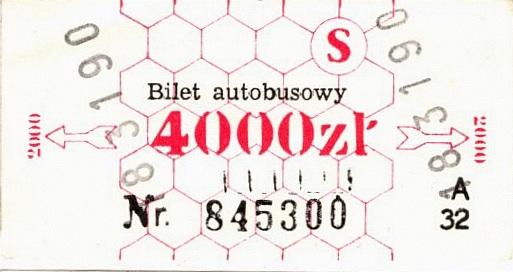 S
Bilet autobusowy
2000 4000zł 2000
Nr. 845300
A
32